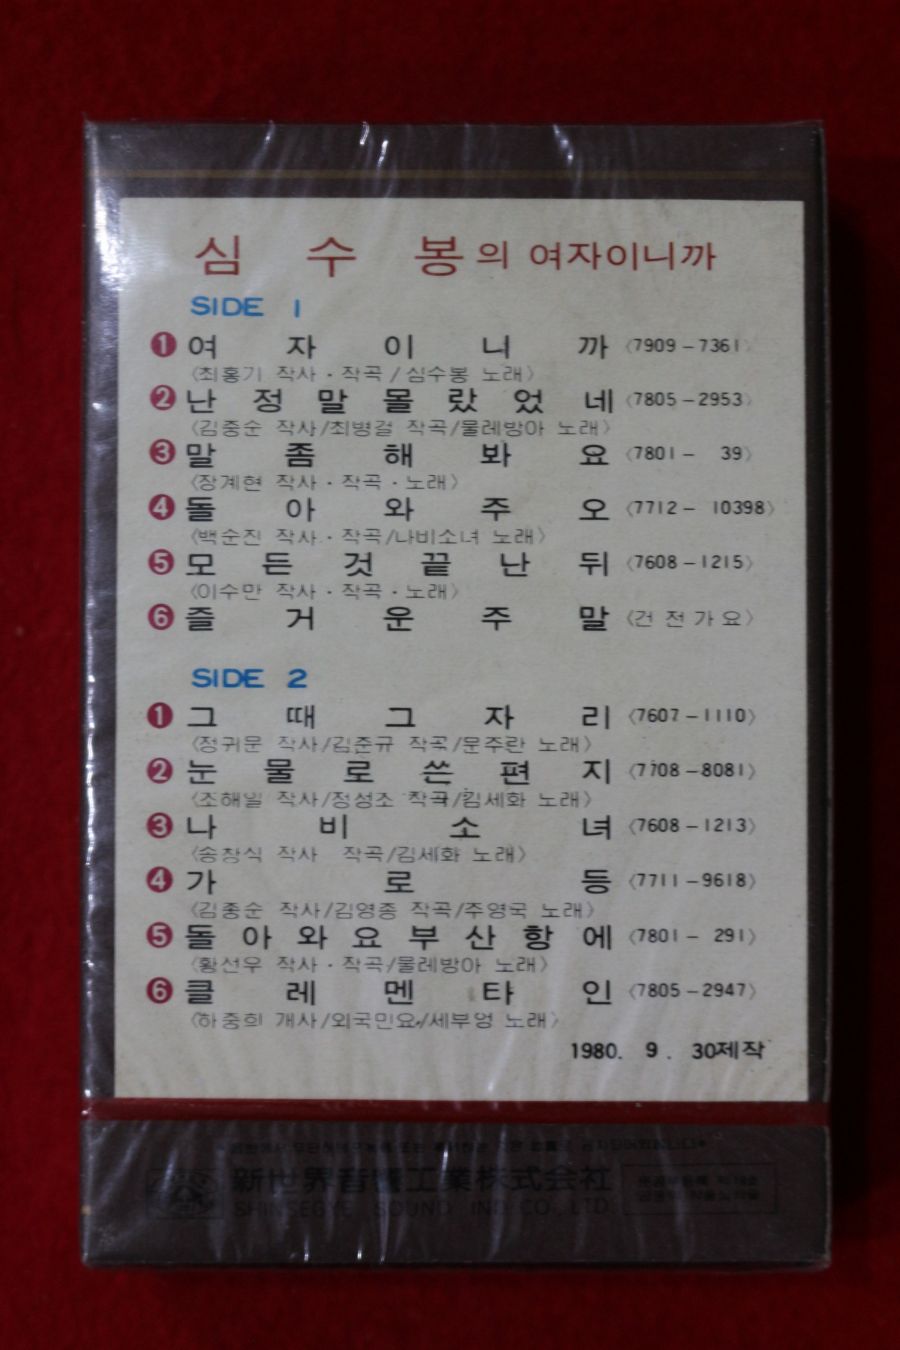 심 수 봉의 여자이니까
SIDE 1
❶ 여 자 이 니 까 〈7909-7361〉
〈최홍기 작사·작곡/심수봉 노래〉
❷ 난 정 말 몰 랐 었 네 〈7805-2953〉
〈김중순 작사/최병걸 작곡/물레방아 노래〉
❸ 말 좀 해 봐 요 〈7801- 39〉
〈장계현 작사·작곡·노래〉
❹ 돌 아 와 주 오 〈7712- 10398〉
〈백순진 작사·작곡/나비소녀 노래〉
❺ 모 든 것 끝 난 뒤 〈7608-1215〉
〈이수만 작사·작곡·노래〉
❻ 즐 거 운 주 말 〈건 전 가 요〉
SIDE 2
❶ 그 때 그 자 리 〈7607-1110〉
〈정귀문 작사/김준규 작곡/문주란 노래〉
❷ 눈 물 로 쓴 편 지 〈7708-8081〉
〈조해일 작사/정성조 작곡/김세화 노래〉
❸ 나 비 소 녀 〈7608-1213〉
〈송창식 작사 작곡/김세화 노래〉
❹ 가 로 등 〈7711-9618〉
〈김중순 작사/김영종 작곡/주영국 노래〉
❺ 돌 아 와 요 부 산 항 에 〈7801- 291〉
〈황선우 작사·작곡/물레방아 노래〉
❻ 클 레 멘 타 인 〈7805-2947〉
〈하중희 개사/외국민요/세부엉 노래〉
1980. 9. 30제작
新世界音響工業株式会社
SHINSEGYE SOUND IND CO., LTD.